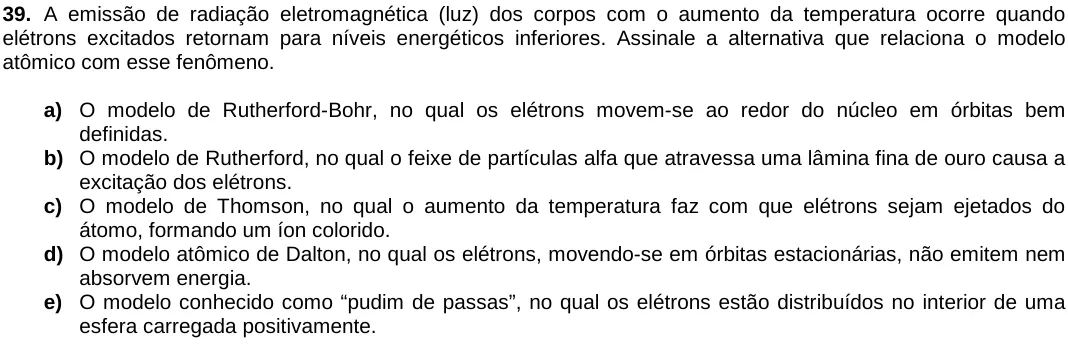 39. A emissão de radiação eletromagnética (luz) dos corpos com o aumento da temperatura ocorre quando
elétrons excitados retornam para níveis energéticos inferiores. Assinale a alternativa que relaciona o modelo
atômico com esse fenômeno.
a) O modelo de Rutherford-Bohr, no qual os elétrons movem-se ao redor do núcleo em órbitas bem
definidas.
b) O modelo de Rutherford, no qual o feixe de partículas alfa que atravessa uma lâmina fina de ouro causa a
excitação dos elétrons.
c) O modelo de Thomson, no qual o aumento da temperatura faz com que elétrons sejam ejetados do
átomo, formando um íon colorido.
d) O modelo atômico de Dalton, no qual os elétrons, movendo-se em órbitas estacionárias, não emitem nem
absorvem energia.
e) O modelo conhecido como “pudim de passas”, no qual os elétrons estão distribuídos no interior de uma
esfera carregada positivamente.